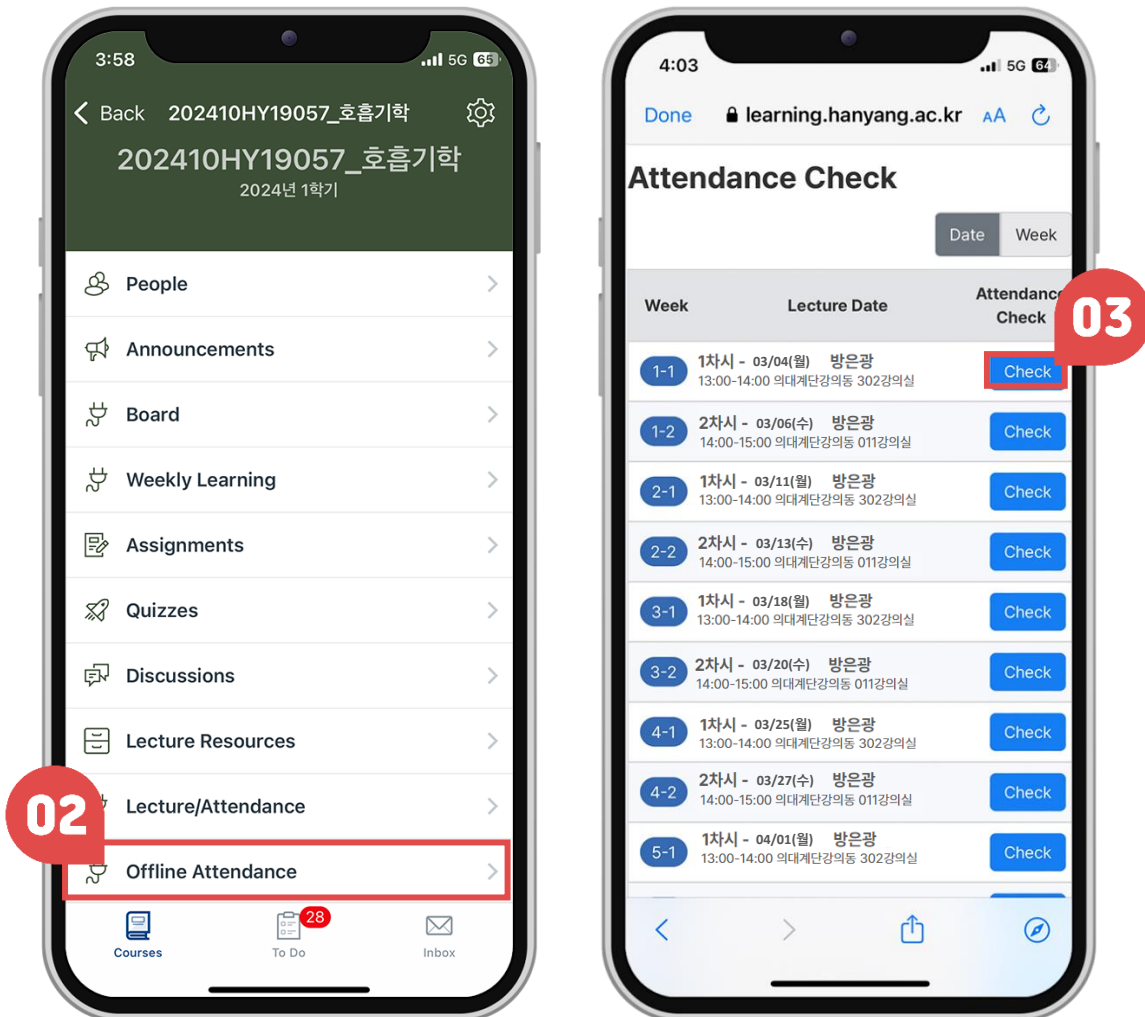 3:58
5G 65
Back 202410HY19057_호흡기학
202410HY19057_호흡기학
2024년 1학기
People
Announcements
Board
Weekly Learning
Assignments
Quizzes
Discussions
Lecture Resources
02
Lecture/Attendance
Offline Attendance
28
Courses
To Do
Inbox
4:03
5G 64
Done learning.hanyang.ac.kr AA
Attendance Check
Date Week
Week Lecture Date Attendance
Check
03
1-1 1차시 - 03/04(월) 방은광 Check
13:00-14:00 의대계단강의동 302강의실
1-2 2차시 - 03/06(수) 방은광 Check
14:00-15:00 의대계단강의동 011강의실
2-1 1차시 - 03/11(월) 방은광 Check
13:00-14:00 의대계단강의동 302강의실
2-2 2차시 - 03/13(수) 방은광 Check
14:00-15:00 의대계단강의동 011강의실
3-1 1차시 - 03/18(월) 방은광 Check
13:00-14:00 의대계단강의동 302강의실
3-2 2차시 - 03/20(수) 방은광 Check
14:00-15:00 의대계단강의동 011강의실
4-1 1차시 - 03/25(월) 방은광 Check
13:00-14:00 의대계단강의동 302강의실
4-2 2차시 - 03/27(수) 방은광 Check
14:00-15:00 의대계단강의동 011강의실
5-1 1차시 - 04/01(월) 방은광 Check
13:00-14:00 의대계단강의동 302강의실